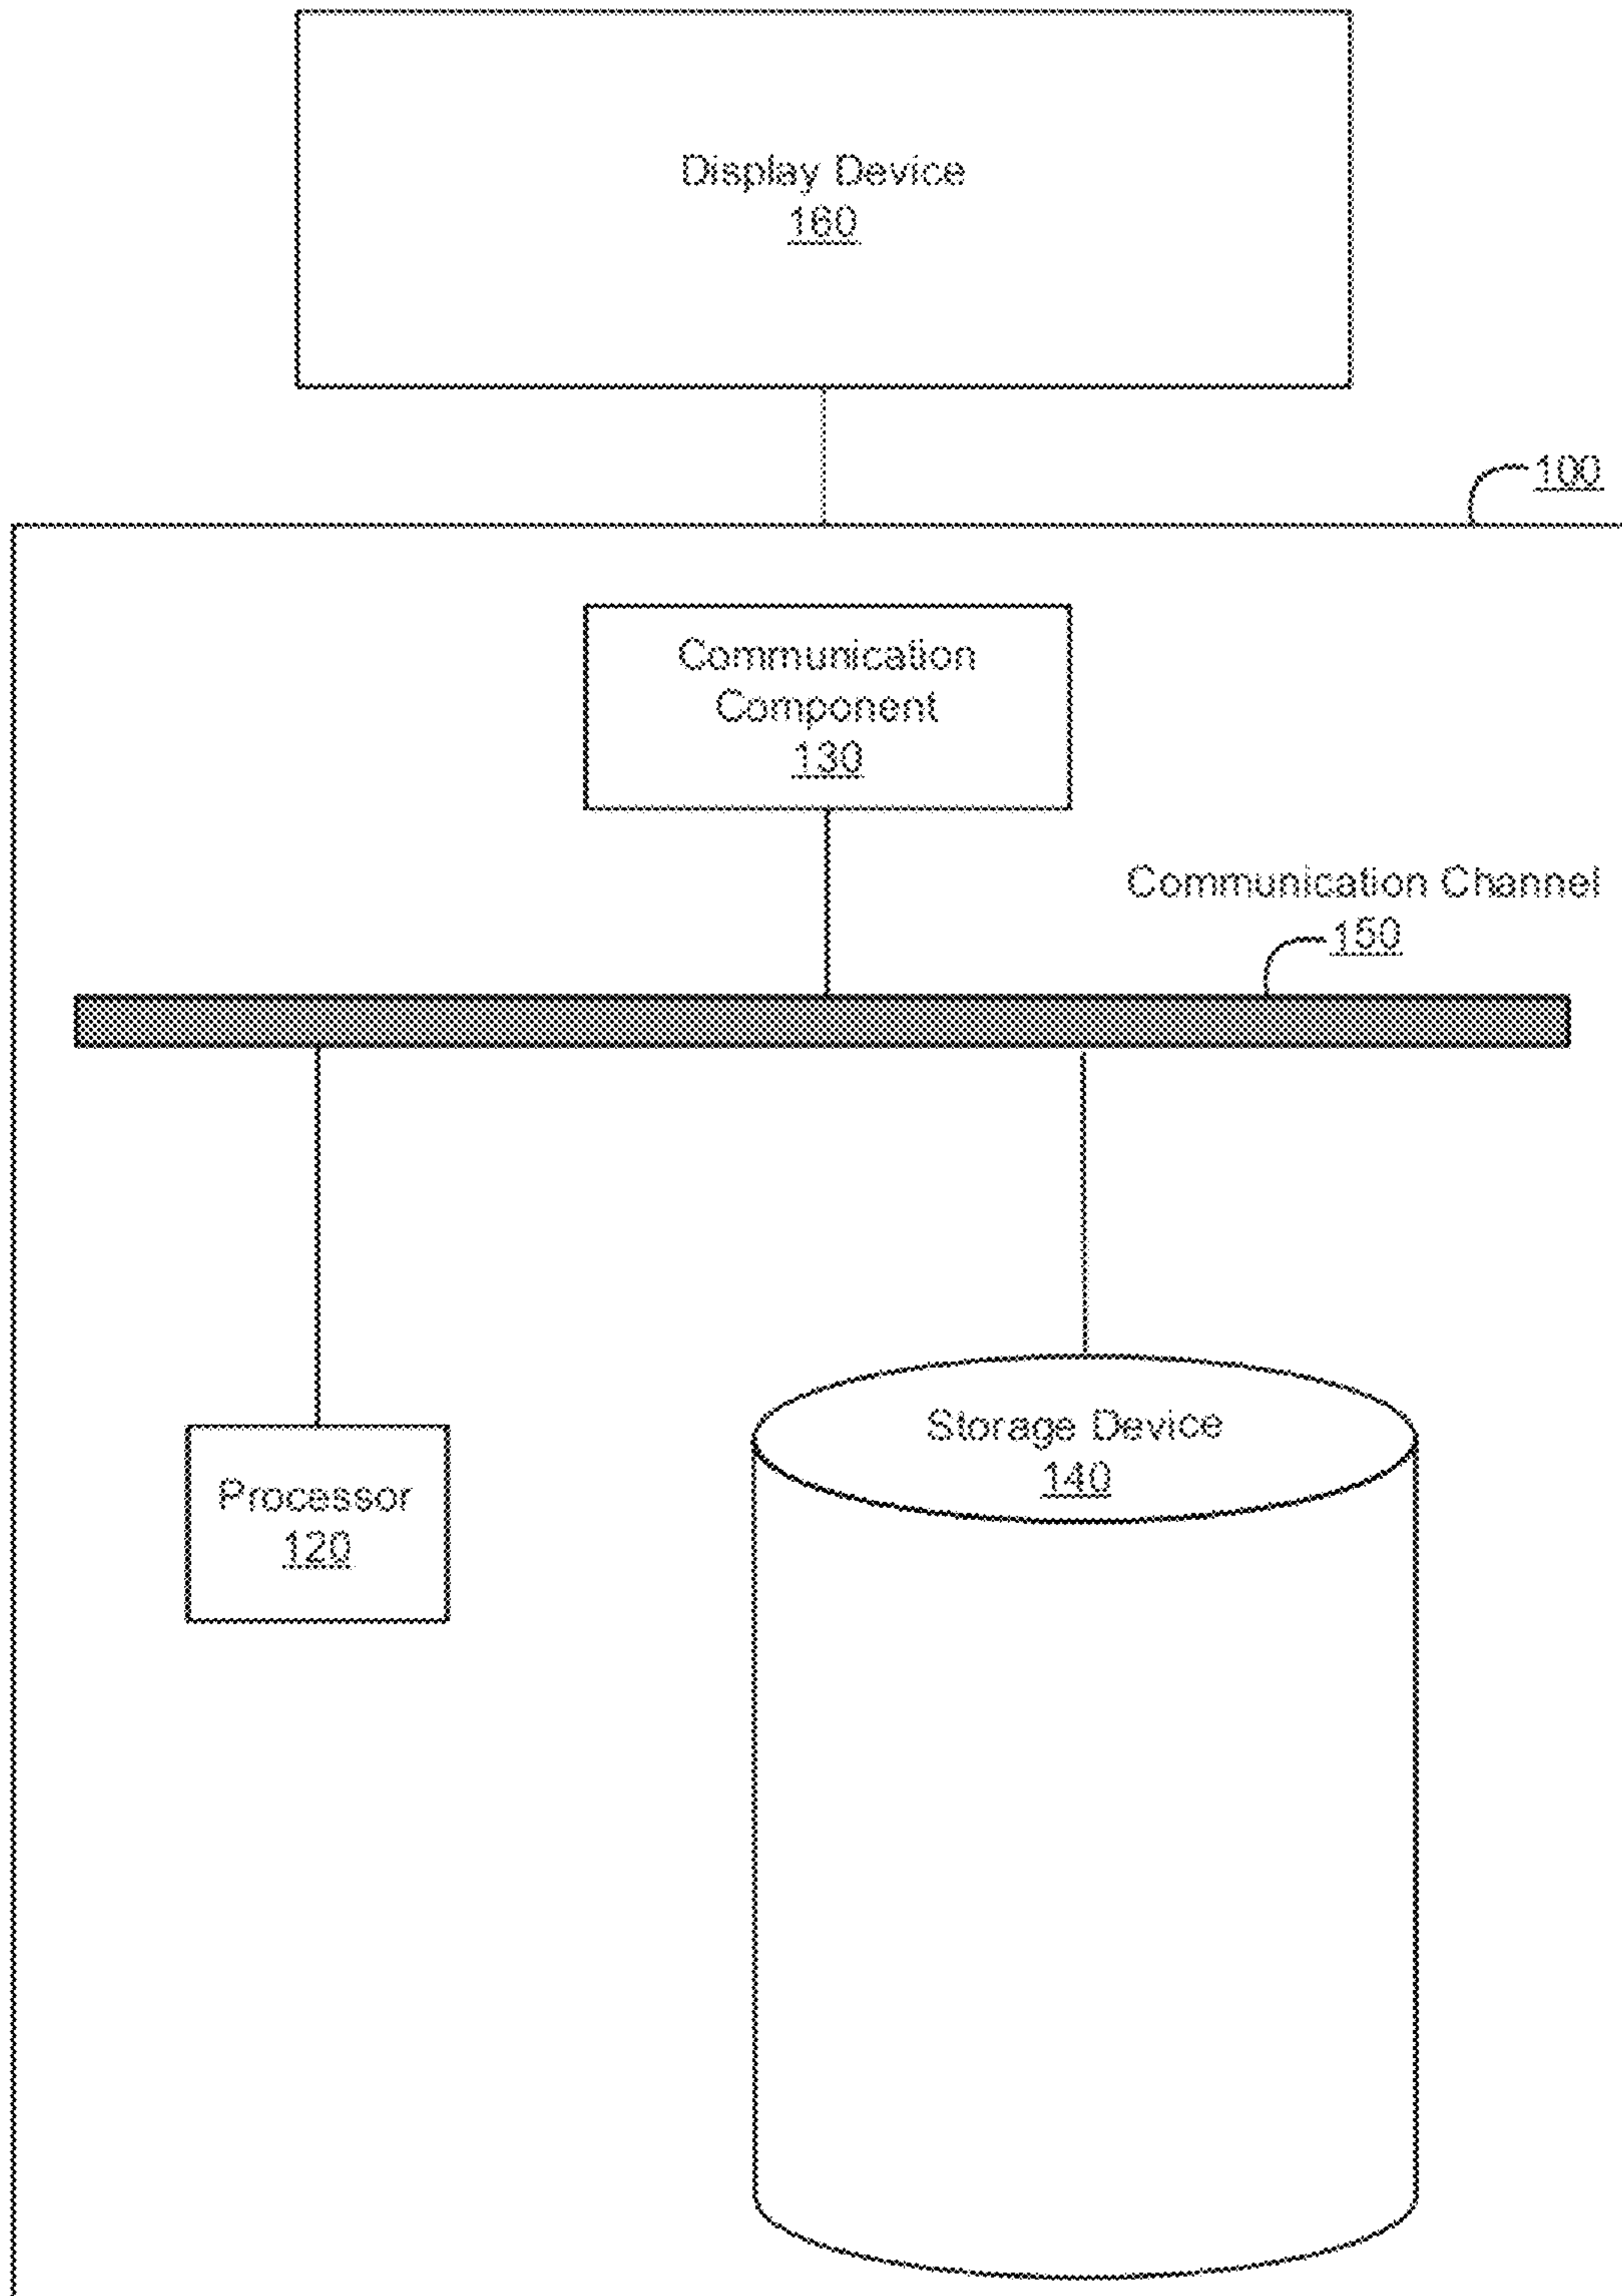 Display Device
160
100
Communication
Component
130
Communication Channel
150
Storage Device
140
Processor
120